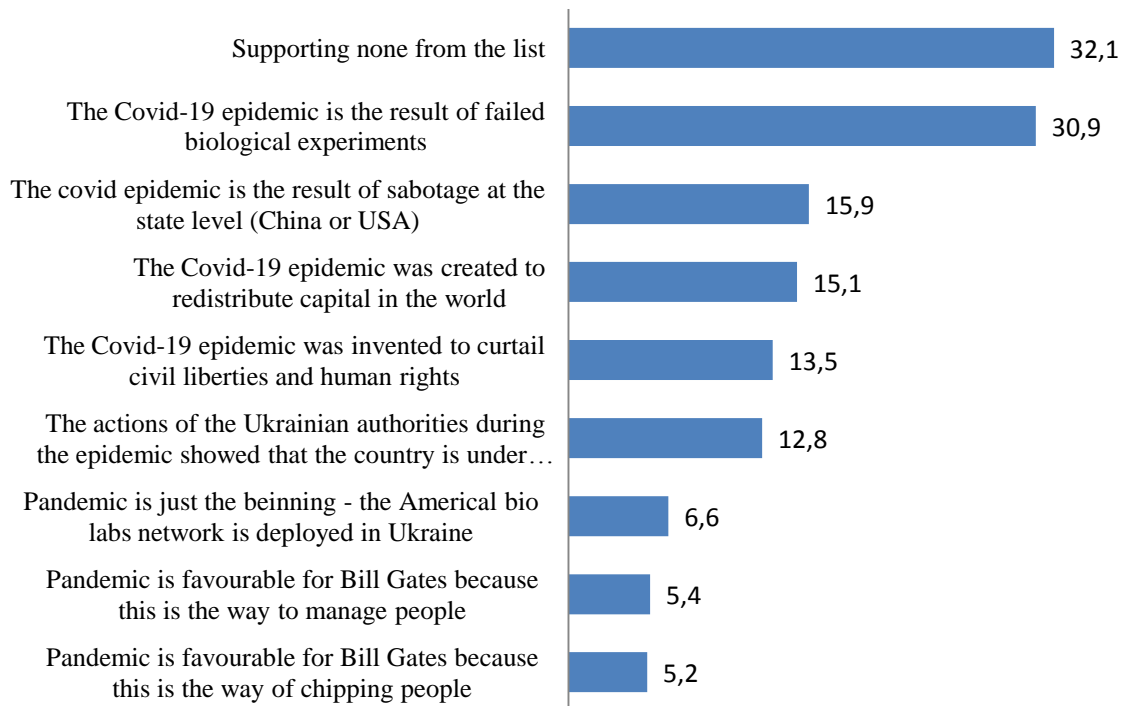 Supporting none from the list
32,1
The Covid-19 epidemic is the result of failed
biological experiments
30,9
The covid epidemic is the result of sabotage at the
state level (China or USA)
15,9
The Covid-19 epidemic was created to
redistribute capital in the world
15,1
The Covid-19 epidemic was invented to curtail
civil liberties and human rights
13,5
The actions of the Ukrainian authorities during
the epidemic showed that the country is under…
12,8
Pandemic is just the beinning - the Americal bio
labs network is deployed in Ukraine
6,6
Pandemic is favourable for Bill Gates because
this is the way to manage people
5,4
Pandemic is favourable for Bill Gates because
this is the way of chipping people
5,2